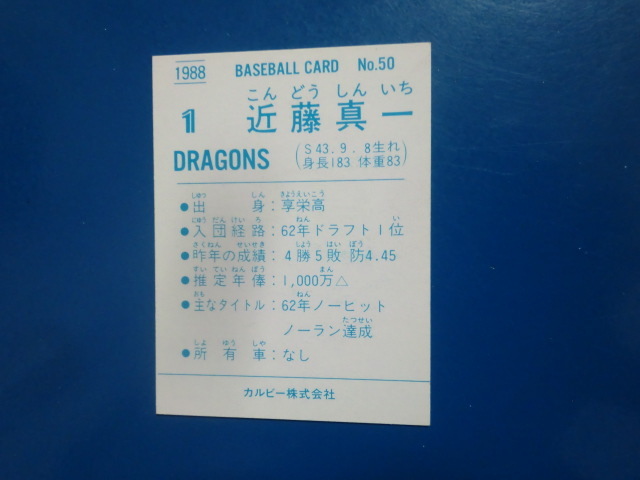 1988 BASEBALL CARD No.50
こん どう しん いち
1 近藤真一
DRAGONS (S43.9.8生れ
身長183 体重83)
しゅつ しん きょうえいこう
●出身:享栄高
にゅう だん けい ろ ねん い
●入団経路:62年ドラフト1位
さくねん せいせき しょう はい ぼう
●昨年の成績:4勝5敗 防4.45
すい てい ねん ぽう まん
●推定年俸:1,000万△
おも ねん
●主なタイトル:62年ノーヒット
たつせい
ノーラン達成
しよ ゆう しゃ
●所有車:なし
カルビー株式会社